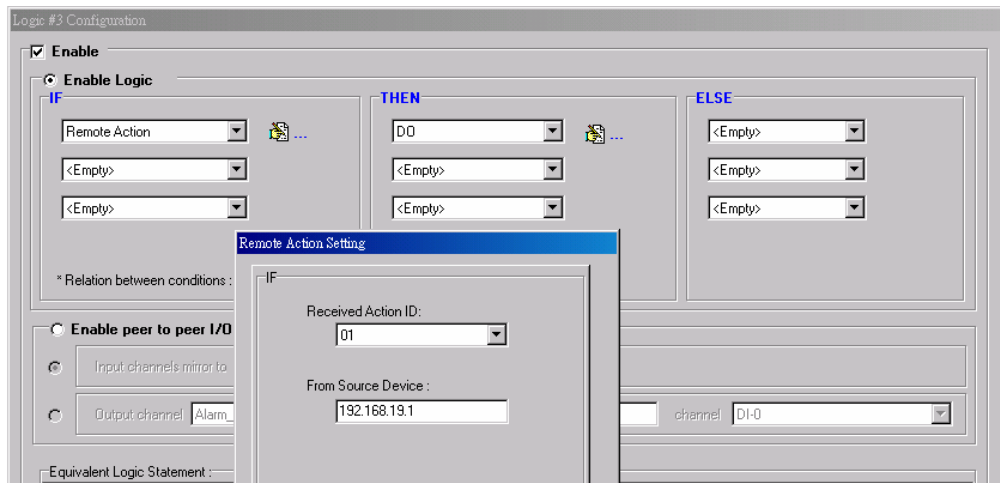 Logic #3 Configuration
Enable
Enable Logic
IF
THEN
ELSE
Remote Action
...
DO
...
<Empty>
<Empty>
<Empty>
<Empty>
<Empty>
<Empty>
<Empty>
* Relation between conditions :
Remote Action Setting
IF
Received Action ID:
01
From Source Device :
192.168.19.1
Enable peer to peer I/O
Input channels mirror to
Output channel Alarm_ channel DI-0
Equivalent Logic Statement :